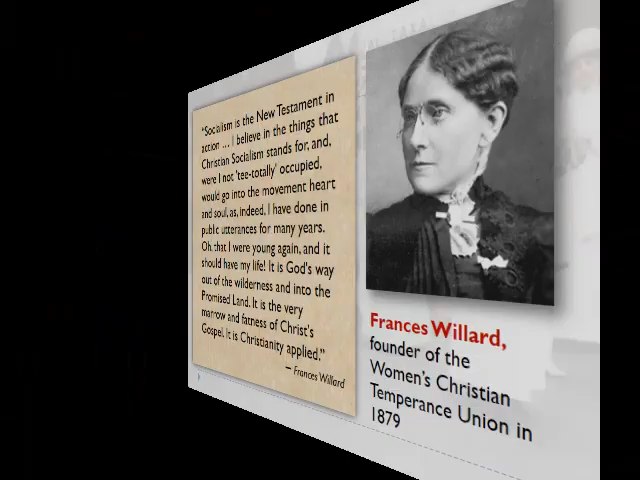 "Socialism is the New Testament in
action ... I believe in the things that
Christian Socialism stands for, and,
were I not 'tee-totally' occupied,
would go into the movement heart
and soul, as, indeed, I have done in
public utterances for many years.
Oh, that I were young again, and it
should have my life! It is God's way
out of the wilderness and into the
Promised Land. It is the very
marrow and fatness of Christ's
Gospel. It is Christianity applied."
— Frances Willard
Frances Willard,
founder of the
Women's Christian
Temperance Union in
1879